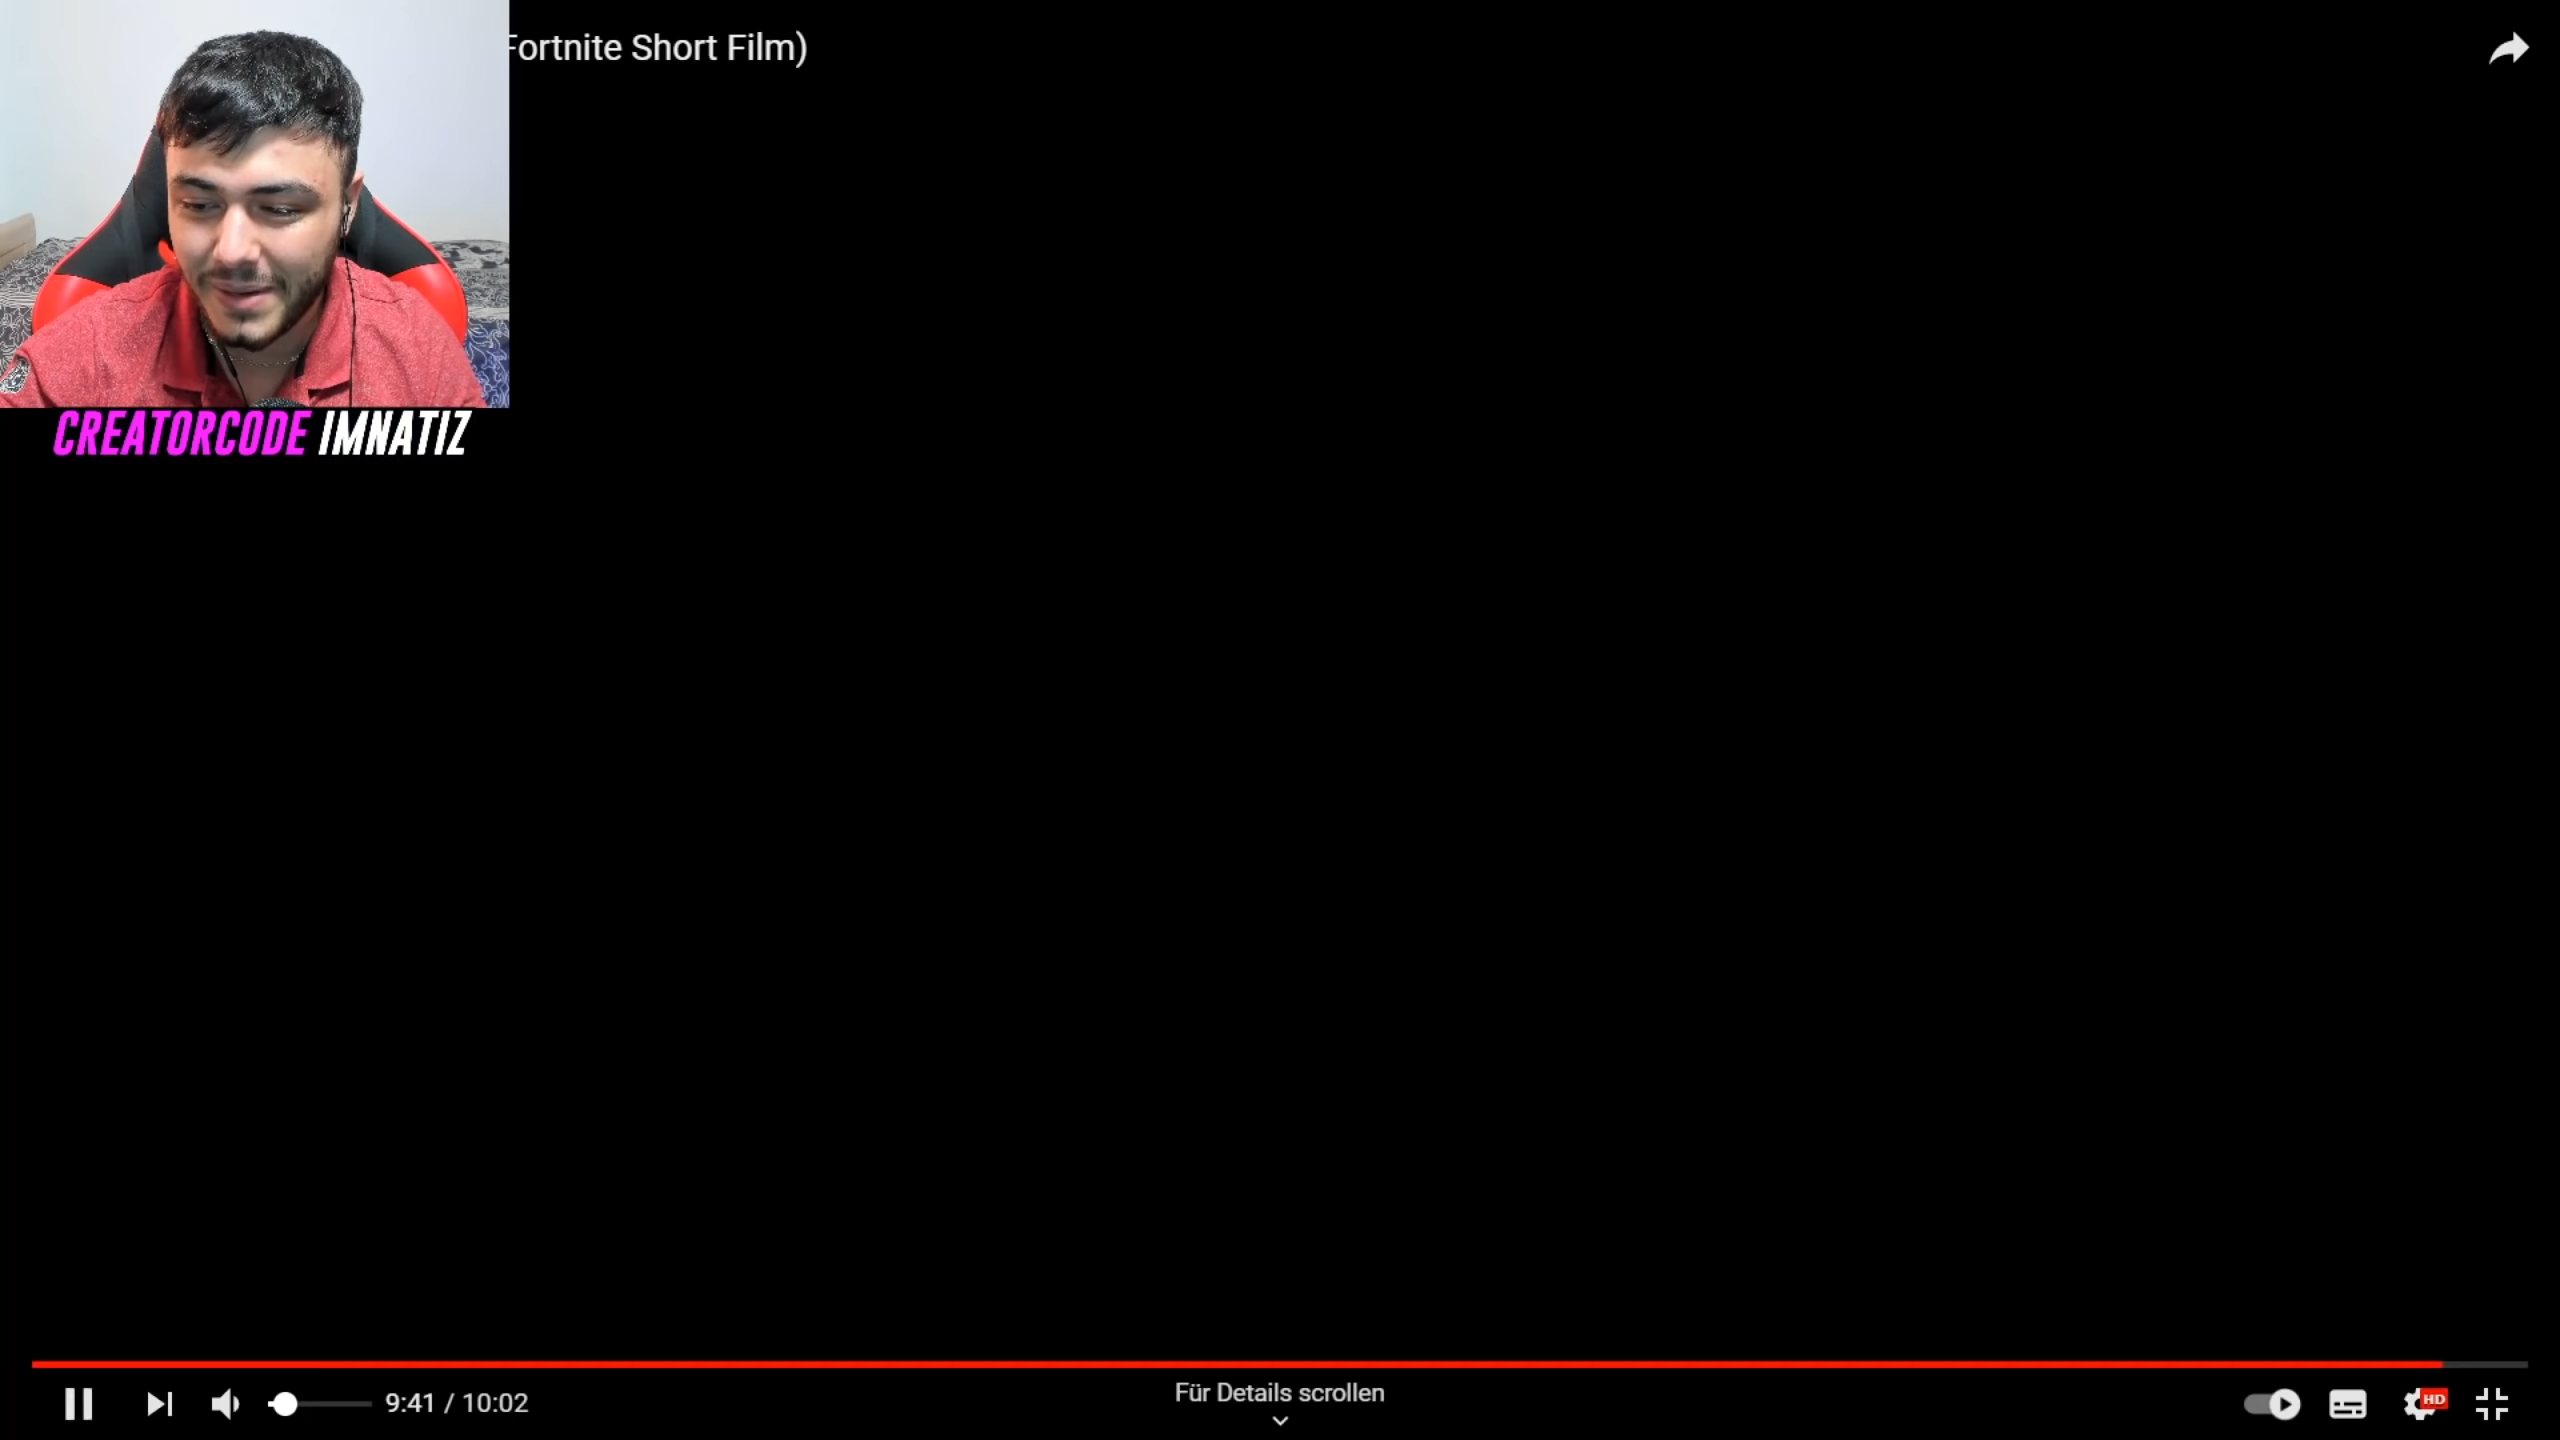 Fortnite Short Film)
CREATORCODE IMNATIZ
9:41 / 10:02
Für Details scrollen
HD